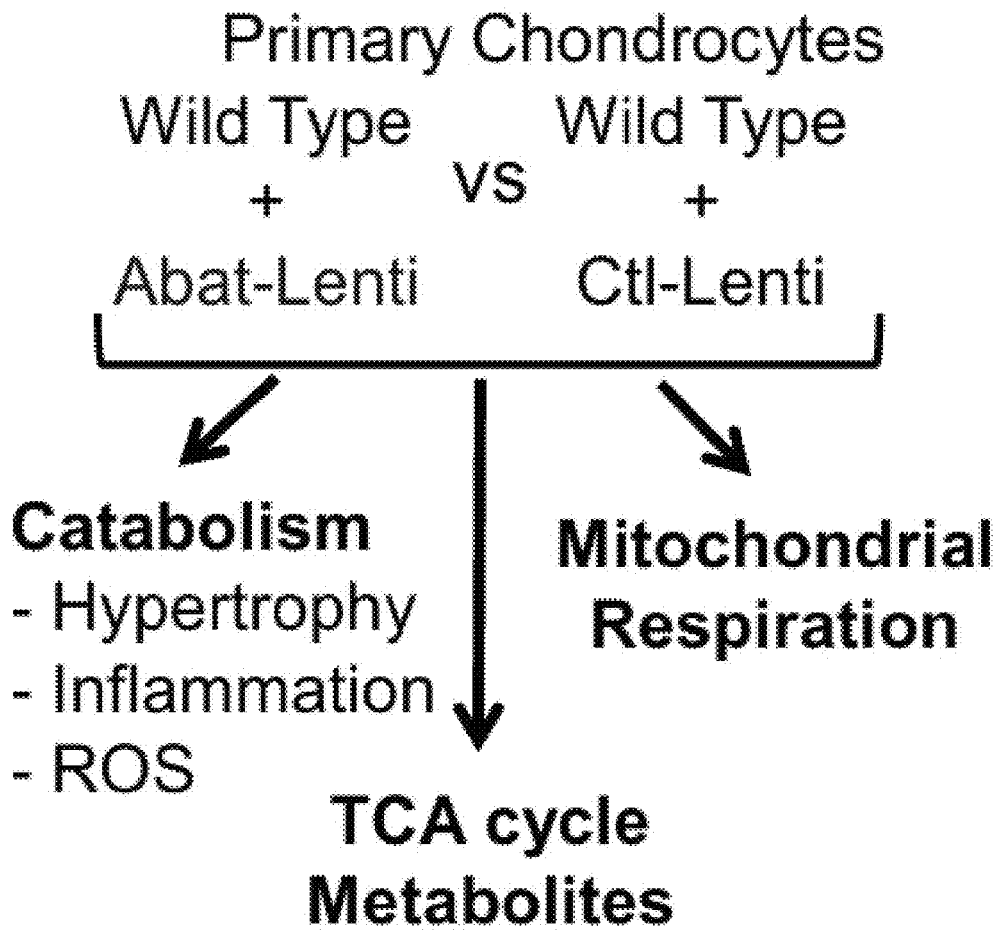 Primary Chondrocytes
Wild Type vs Wild Type
+ +
Abat-Lenti Ctl-Lenti
Catabolism
- Hypertrophy
- Inflammation
- ROS
Mitochondrial
Respiration
TCA cycle
Metabolites